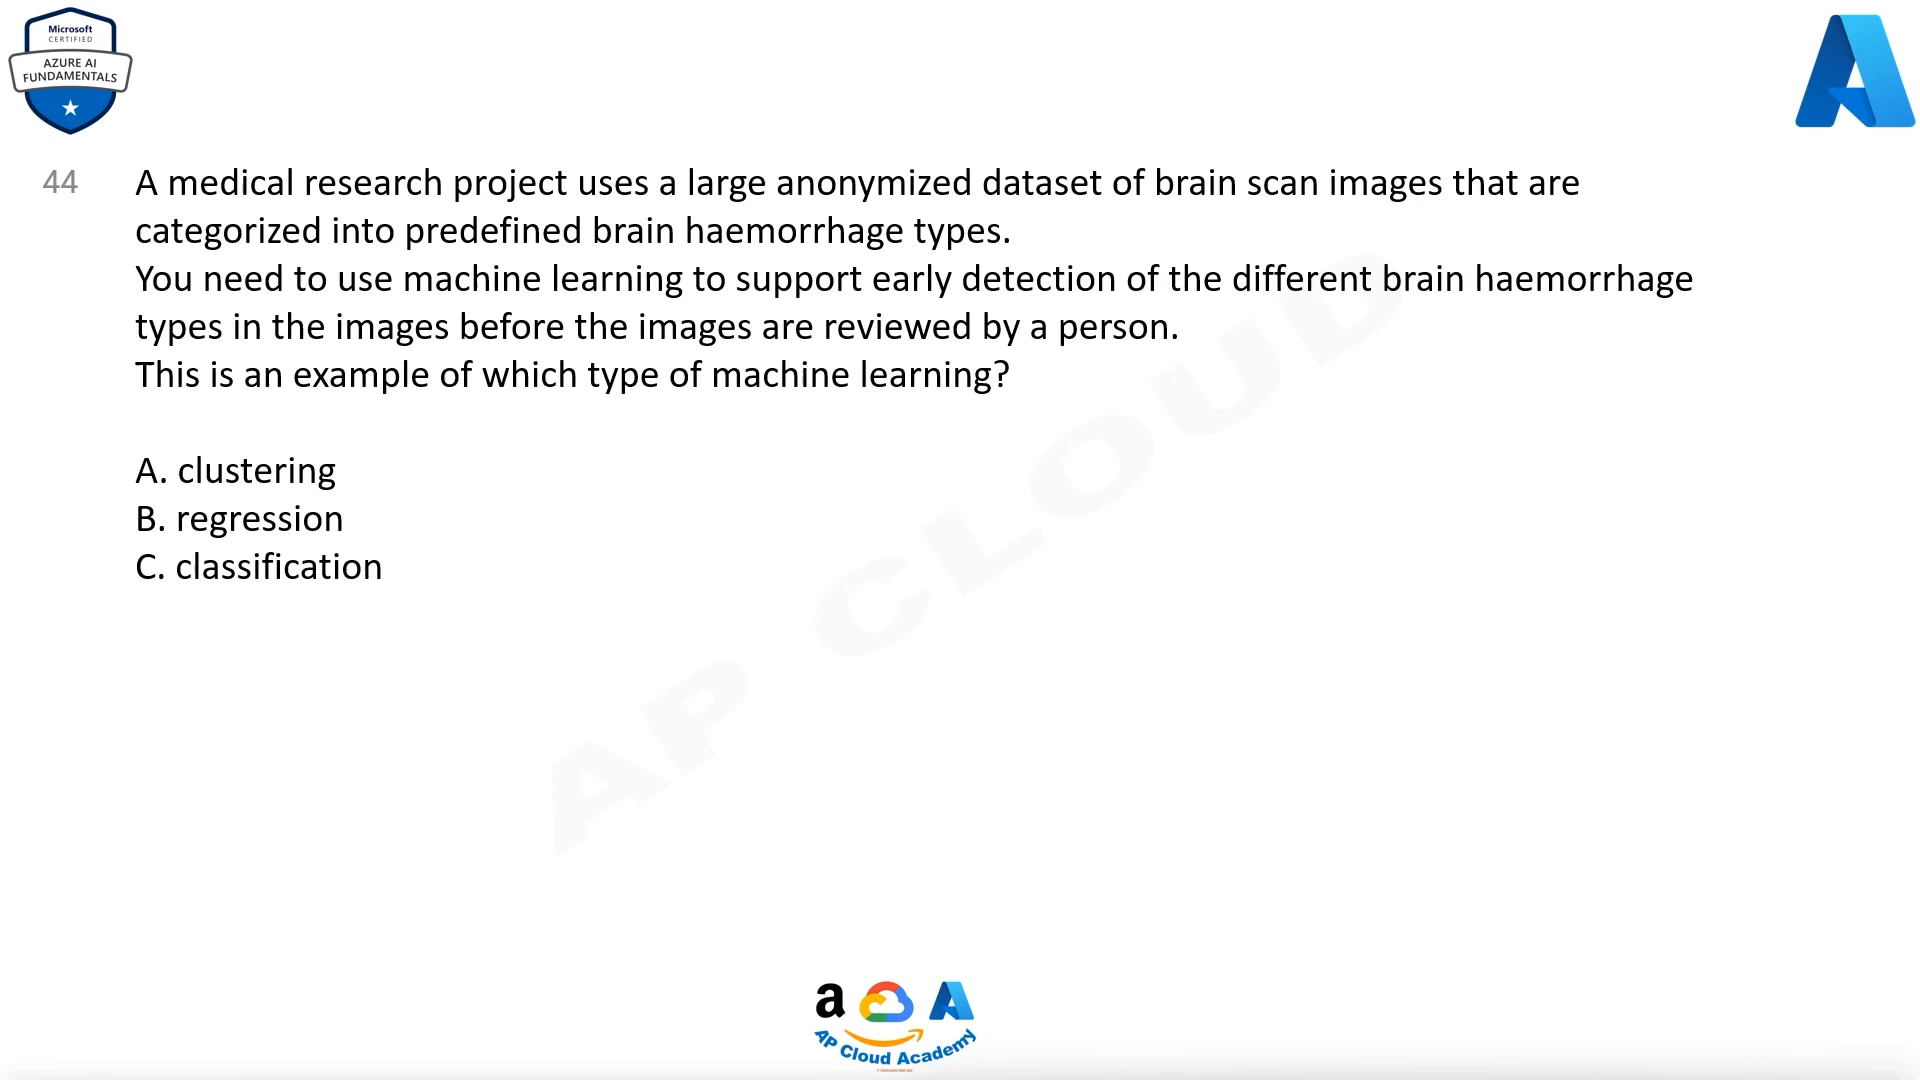 Microsoft
CERTIFIED
AZURE AI
FUNDAMENTALS
44
A medical research project uses a large anonymized dataset of brain scan images that are
categorized into predefined brain haemorrhage types.
You need to use machine learning to support early detection of the different brain haemorrhage
types in the images before the images are reviewed by a person.
This is an example of which type of machine learning?
A. clustering
B. regression
C. classification
AP CLOUD
a
AP Cloud Academy